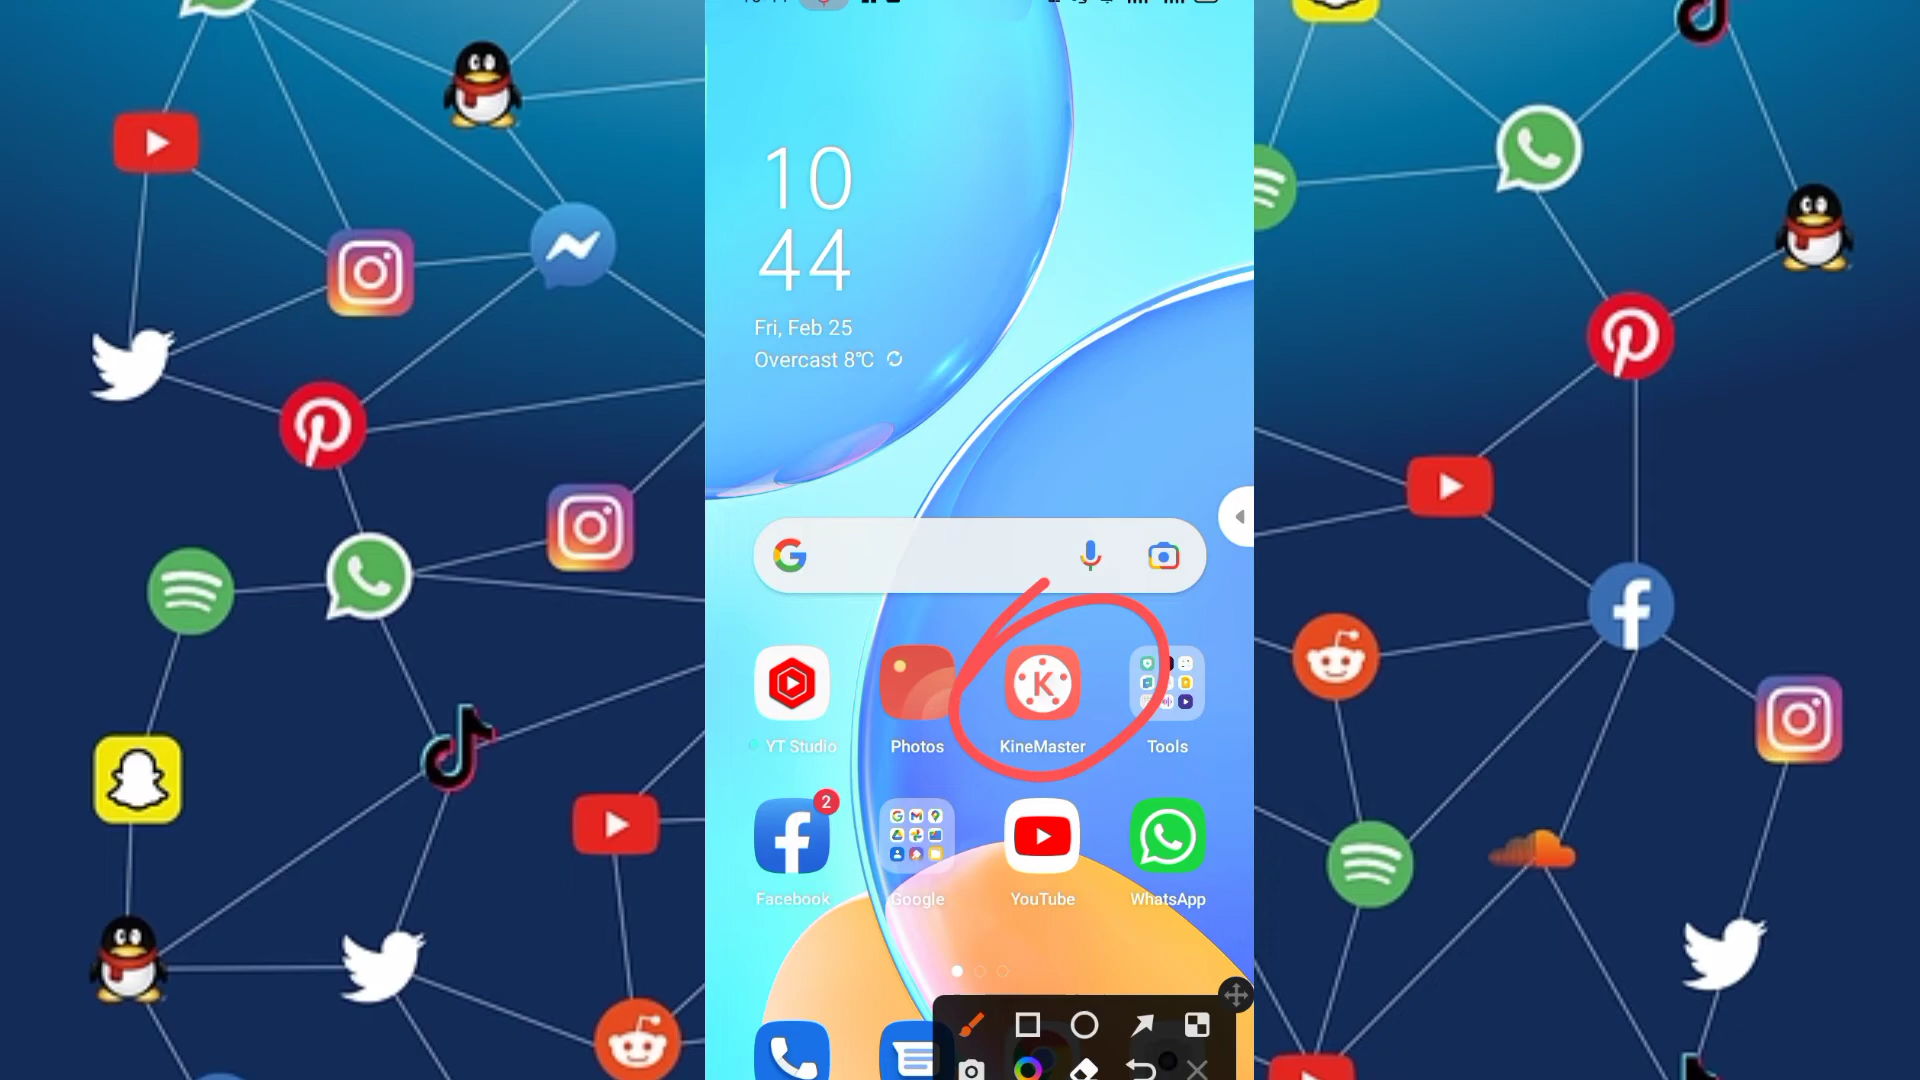 10
44
Fri, Feb 25
Overcast 8℃
K
YT Studio
Photos
KineMaster
Tools
2
Facebook
Google
YouTube
WhatsApp